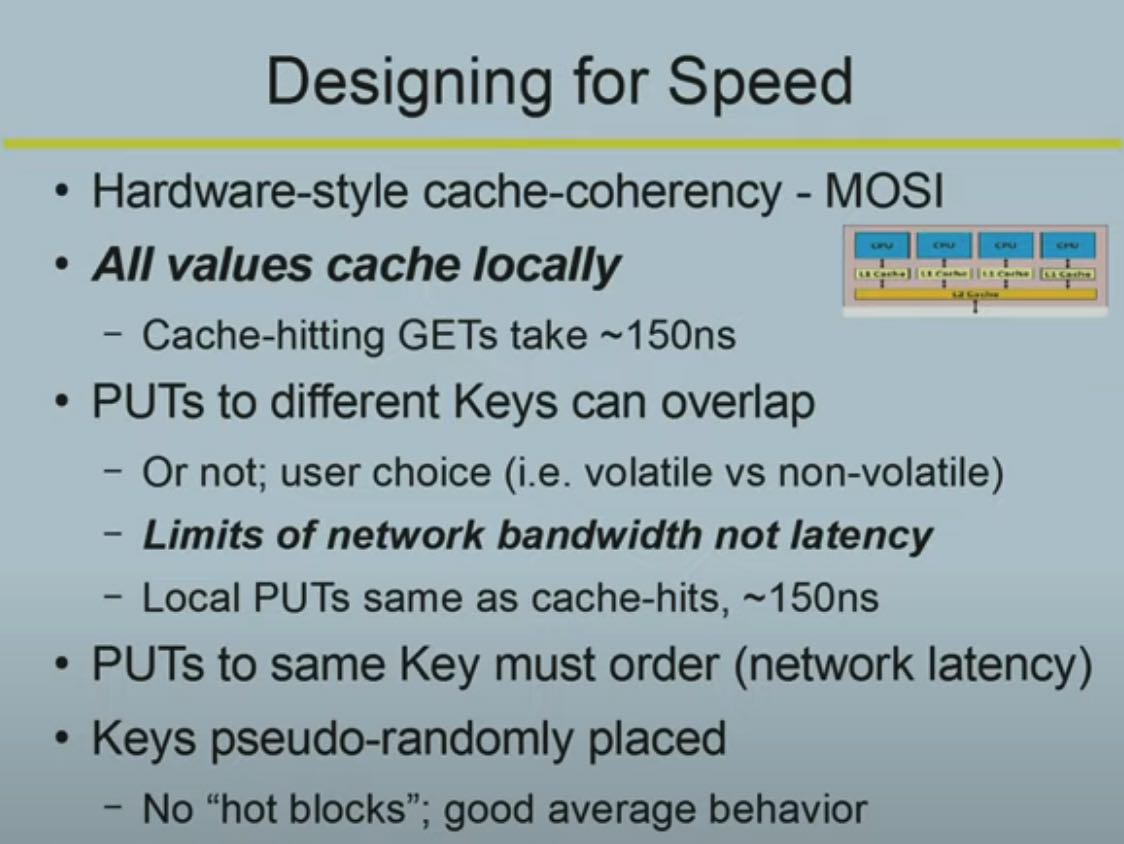 Designing for Speed
• Hardware-style cache-coherency - MOSI
CPU CPU CPU CPU
L1 Cache L1 Cache L1 Cache L1 Cache
L2 Cache
• All values cache locally
– Cache-hitting GETs take ~150ns
• PUTs to different Keys can overlap
– Or not; user choice (i.e. volatile vs non-volatile)
– Limits of network bandwidth not latency
– Local PUTs same as cache-hits, ~150ns
• PUTs to same Key must order (network latency)
• Keys pseudo-randomly placed
– No “hot blocks”; good average behavior